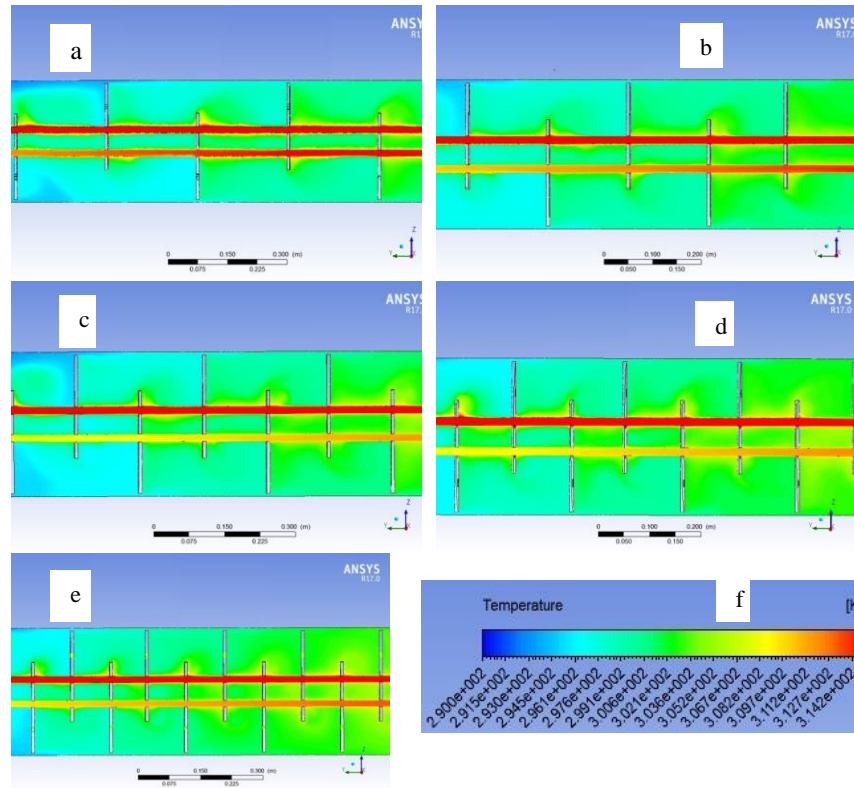 a
ANSYS
Z
Y
X
0
0.150
0.300 (m)
0.075
0.225
b
ANSYS
R17.0
Z
Y
X
0
0.100
0.200 (m)
0.050
0.150
c
ANSYS
Z
Y
X
0
0.150
0.300 (m)
0.075
0.225
d
ANSYS
R17.0
Z
Y
X
0
0.100
0.200 (m)
0.050
0.150
e
ANSYS
R17.0
Z
Y
X
0
0.150
0.300 (m)
0.075
0.225
f
Temperature
2.900e+002
2.915e+002
2.930e+002
2.945e+002
2.961e+002
2.976e+002
2.991e+002
3.006e+002
3.021e+002
3.036e+002
3.052e+002
3.067e+002
3.082e+002
3.097e+002
3.112e+002
3.127e+002
3.142e+002